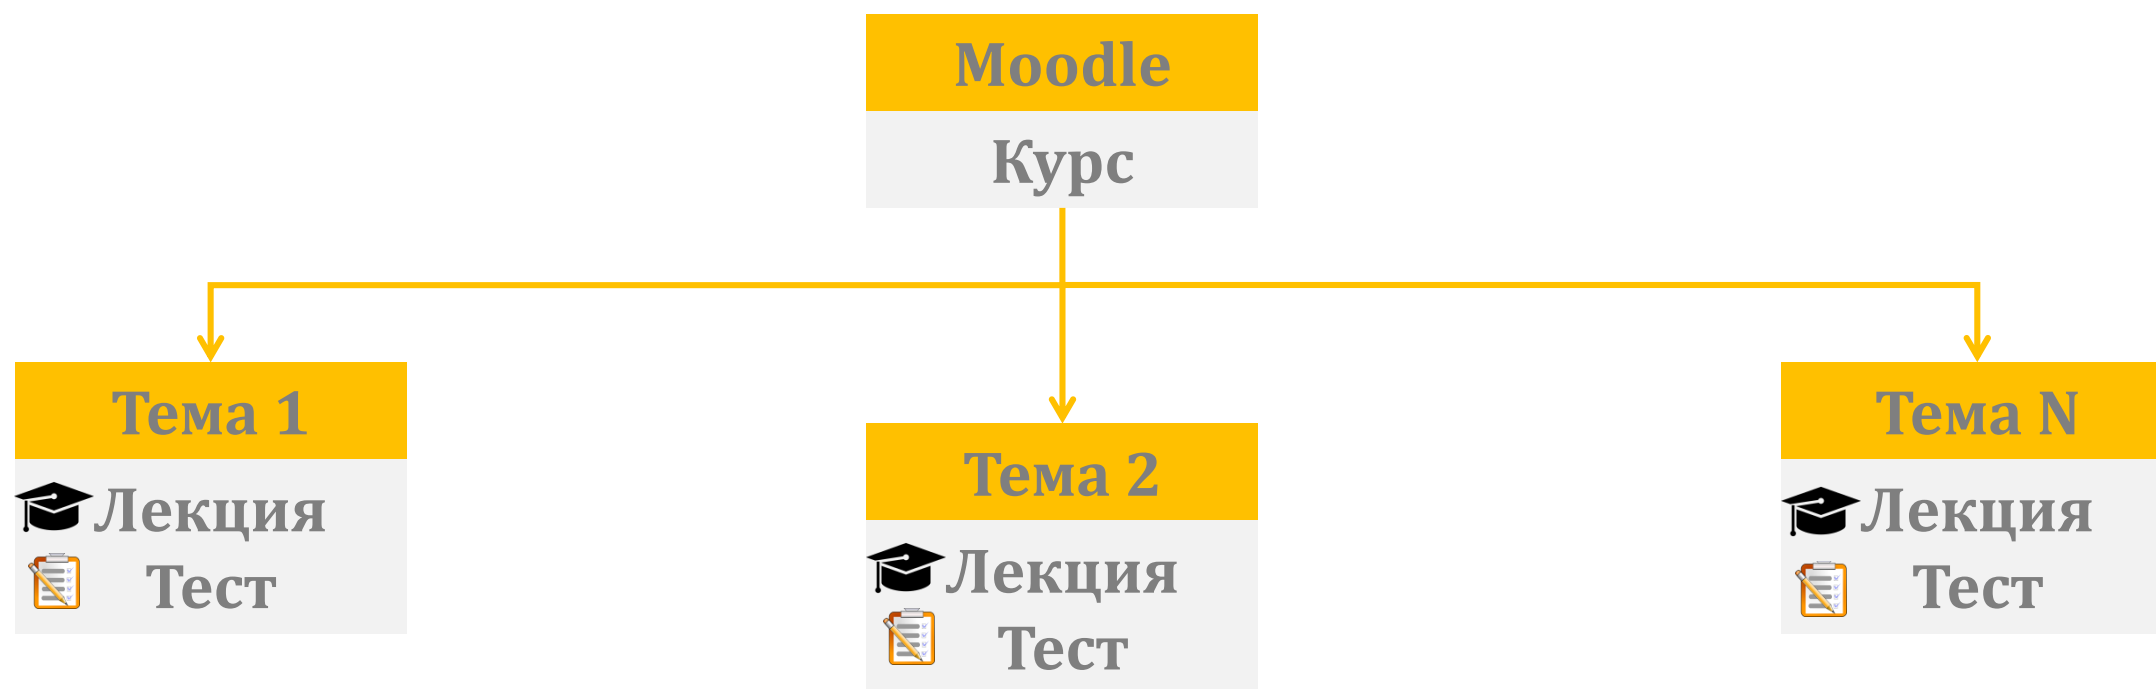 Moodle
Курс
Тема 1
Лекция
Тест
Тема 2
Лекция
Тест
Тема N
Лекция
Тест